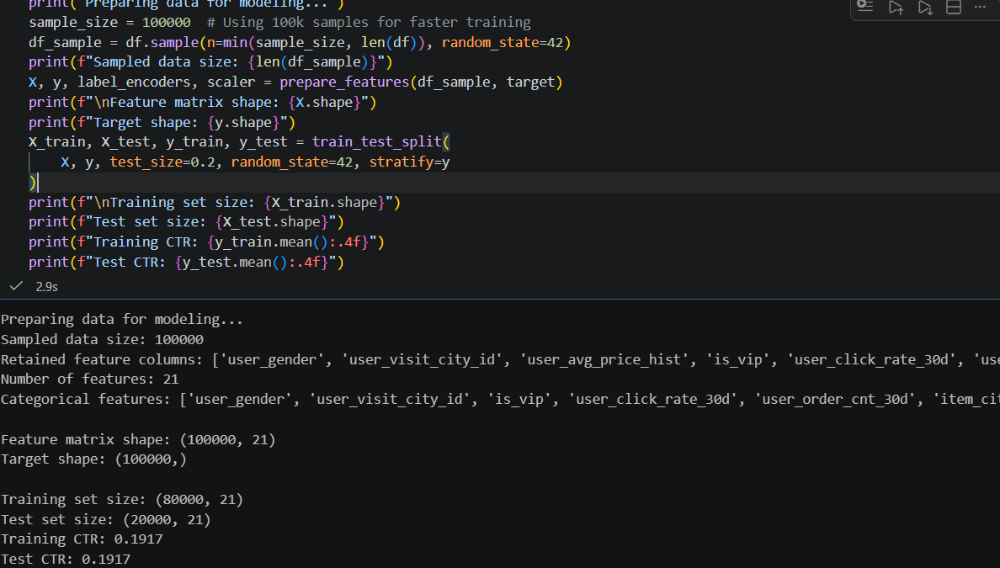 print("Preparing data for modeling...")
sample_size = 100000  # Using 100k samples for faster training
df_sample = df.sample(n=min(sample_size, len(df)), random_state=42)
print(f"Sampled data size: {len(df_sample)}")
X, y, label_encoders, scaler = prepare_features(df_sample, target)
print(f"\nFeature matrix shape: {X.shape}")
print(f"Target shape: {y.shape}")
X_train, X_test, y_train, y_test = train_test_split(
    X, y, test_size=0.2, random_state=42, stratify=y
)
print(f"\nTraining set size: {X_train.shape}")
print(f"Test set size: {X_test.shape}")
print(f"Training CTR: {y_train.mean():.4f}")
print(f"Test CTR: {y_test.mean():.4f}")
2.9s
Preparing data for modeling...
Sampled data size: 100000
Retained feature columns: ['user_gender', 'user_visit_city_id', 'user_avg_price_hist', 'is_vip', 'user_click_rate_30d', 'use
Number of features: 21
Categorical features: ['user_gender', 'user_visit_city_id', 'is_vip', 'user_click_rate_30d', 'user_order_cnt_30d', 'item_cit
Feature matrix shape: (100000, 21)
Target shape: (100000,)
Training set size: (80000, 21)
Test set size: (20000, 21)
Training CTR: 0.1917
Test CTR: 0.1917